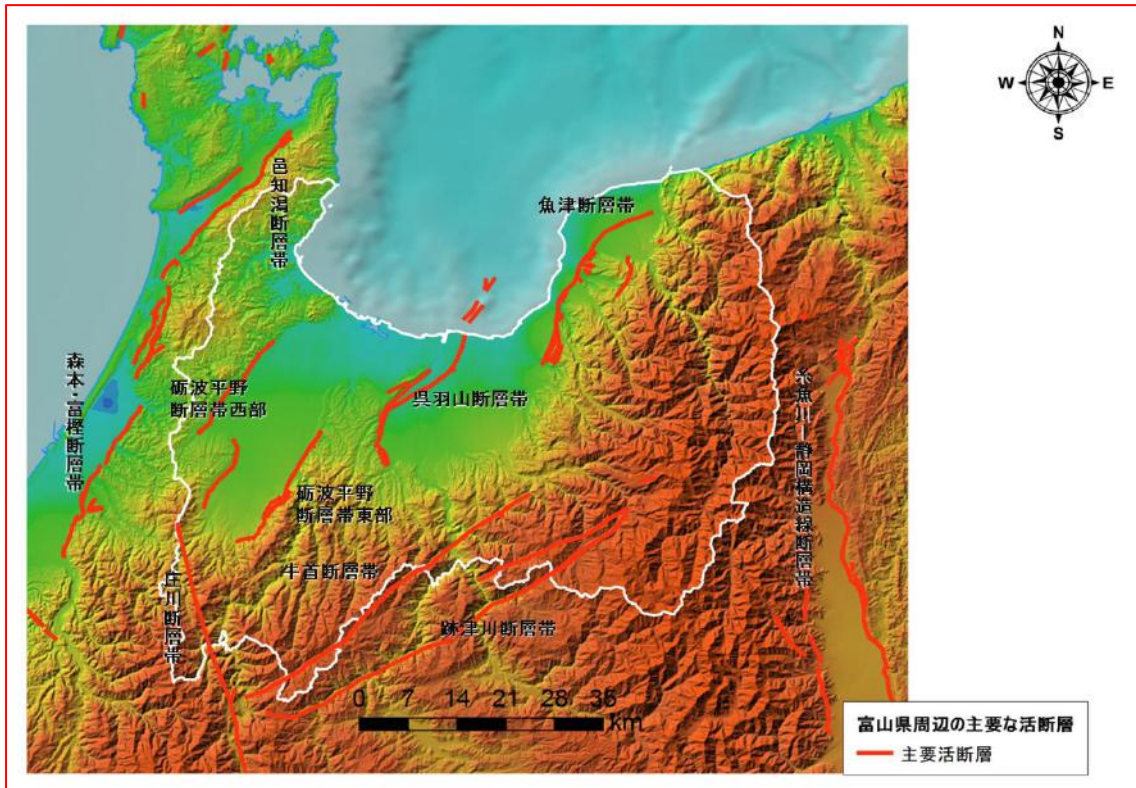 N
W E
S
邑知潟断層帯
魚津断層帯
森本・富樫断層帯
砺波平野
断層帯西部
呉羽山断層帯
糸魚川－静岡構造線断層帯
砺波平野
断層帯東部
牛首断層帯
庄川断層帯
跡津川断層帯
0 7 14 21 28 35
km
富山県周辺の主要な活断層
主要活断層